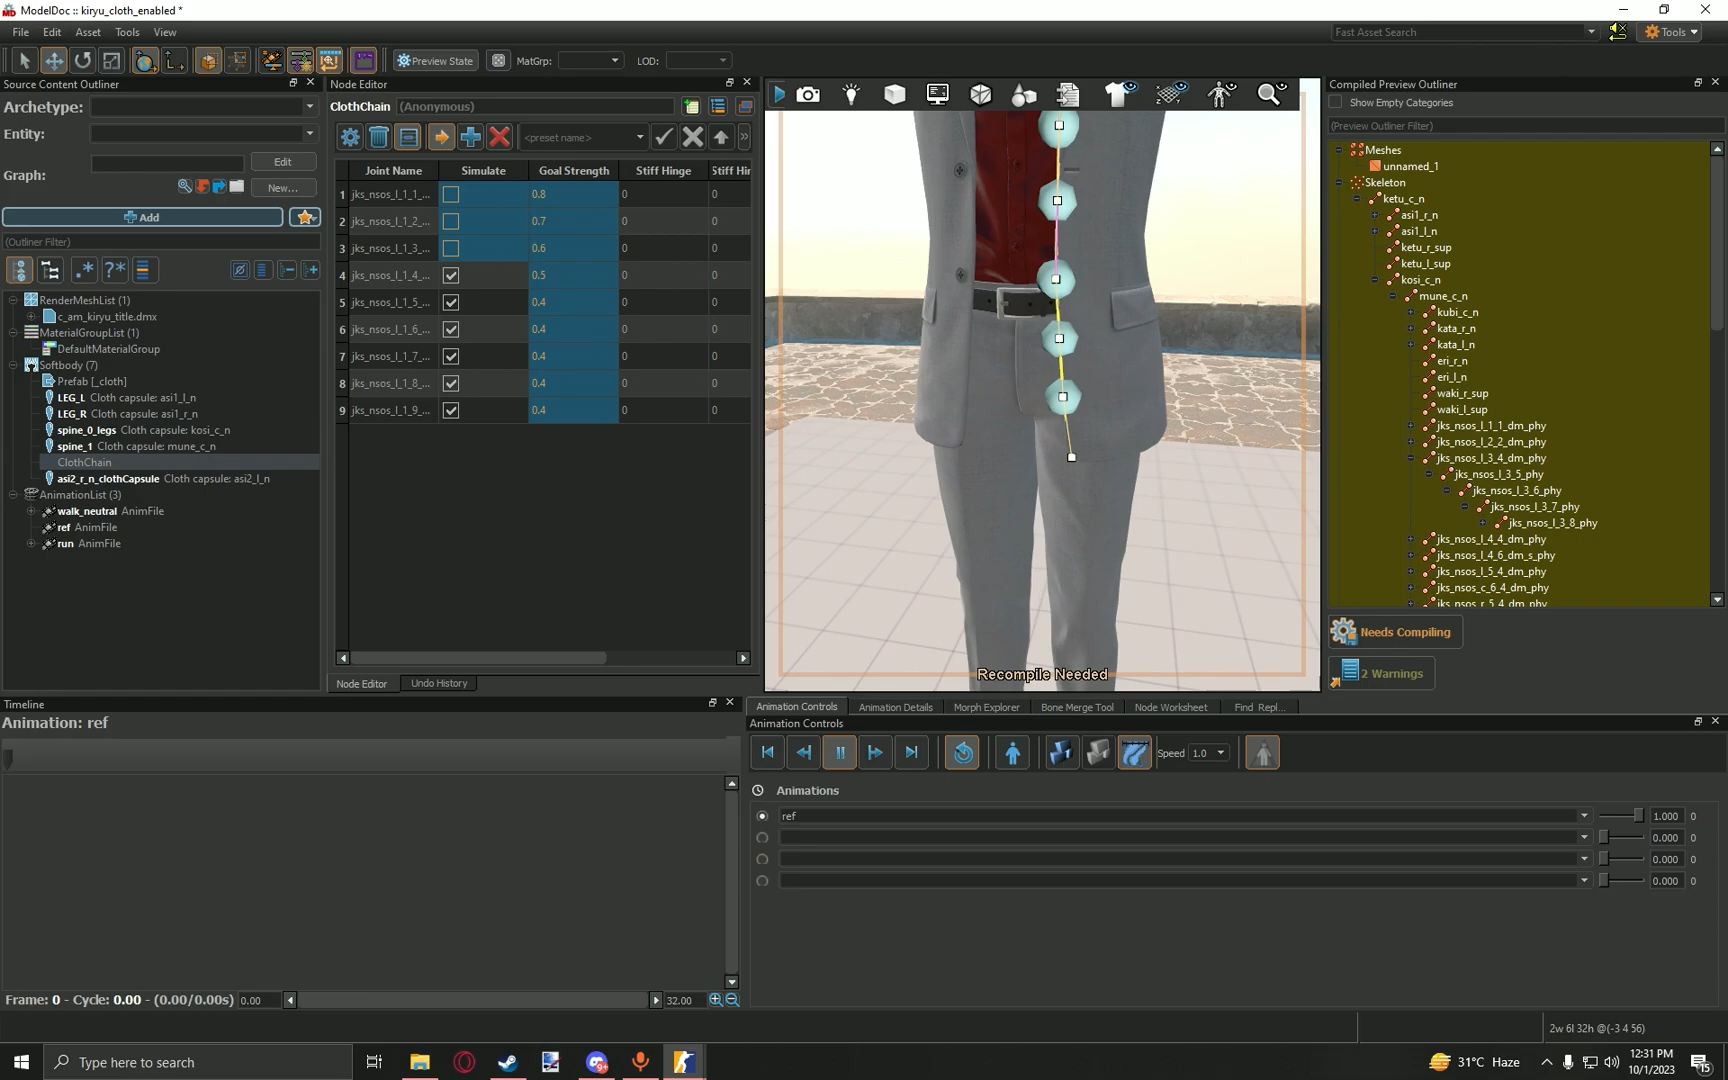 ModelDoc :: kiryu_cloth_enabled *
File Edit Asset Tools View
Fast Asset Search
Tools
Preview State
MatGrp:
LOD:
Source Content Outliner
Archetype:
Entity:
Graph:
Edit
New...
Add
(Outliner Filter)
RenderMeshList (1)
c_am_kiryu_title.dmx
MaterialGroupList (1)
DefaultMaterialGroup
Softbody (7)
Prefab [_cloth]
LEG_L Cloth capsule: asi1_l_n
LEG_R Cloth capsule: asi1_r_n
spine_0_legs Cloth capsule: kosi_c_n
spine_1 Cloth capsule: mune_c_n
ClothChain
asi2_r_n_clothCapsule Cloth capsule: asi2_l_n
AnimationList (3)
walk_neutral AnimFile
ref AnimFile
run AnimFile
Node Editor
ClothChain (Anonymous)
<preset name>
Joint Name Simulate Goal Strength Stiff Hinge Stiff Hir
1 jks_nsos_l_1_1_... 0.8 0 0
2 jks_nsos_l_1_2_... 0.7 0 0
3 jks_nsos_l_1_3_... 0.6 0 0
4 jks_nsos_l_1_4_... 0.5 0 0
5 jks_nsos_l_1_5_... 0.4 0 0
6 jks_nsos_l_1_6_... 0.4 0 0
7 jks_nsos_l_1_7_... 0.4 0 0
8 jks_nsos_l_1_8_... 0.4 0 0
9 jks_nsos_l_1_9_... 0.4 0 0
Node Editor Undo History
Recompile Needed
Compiled Preview Outliner
Show Empty Categories
(Preview Outliner Filter)
Meshes
unnamed_1
Skeleton
ketu_c_n
asi1_r_n
asi1_l_n
ketu_r_sup
ketu_l_sup
kosi_c_n
mune_c_n
kubi_c_n
kata_r_n
kata_l_n
eri_r_n
eri_l_n
waki_r_sup
waki_l_sup
jks_nsos_l_1_1_dm_phy
jks_nsos_l_2_2_dm_phy
jks_nsos_l_3_4_dm_phy
jks_nsos_l_3_5_phy
jks_nsos_l_3_6_phy
jks_nsos_l_3_7_phy
jks_nsos_l_3_8_phy
jks_nsos_l_4_4_dm_phy
jks_nsos_l_4_6_dm_s_phy
jks_nsos_l_5_4_dm_phy
jks_nsos_c_6_4_dm_phy
jks_nsos_r_5_4_dm_phy
Needs Compiling
2 Warnings
Timeline
Animation: ref
Frame: 0 - Cycle: 0.00 - (0.00/0.00s) 0.00
32.00
Animation Controls Animation Details Morph Explorer Bone Merge Tool Node Worksheet Find Repl...
Animation Controls
Speed 1.0
Animations
ref 1.000 0
0.000 0
0.000 0
0.000 0
2w 6l 32h @(-3 4 56)
Type here to search
9+
31°C Haze
12:31 PM
10/1/2023
15